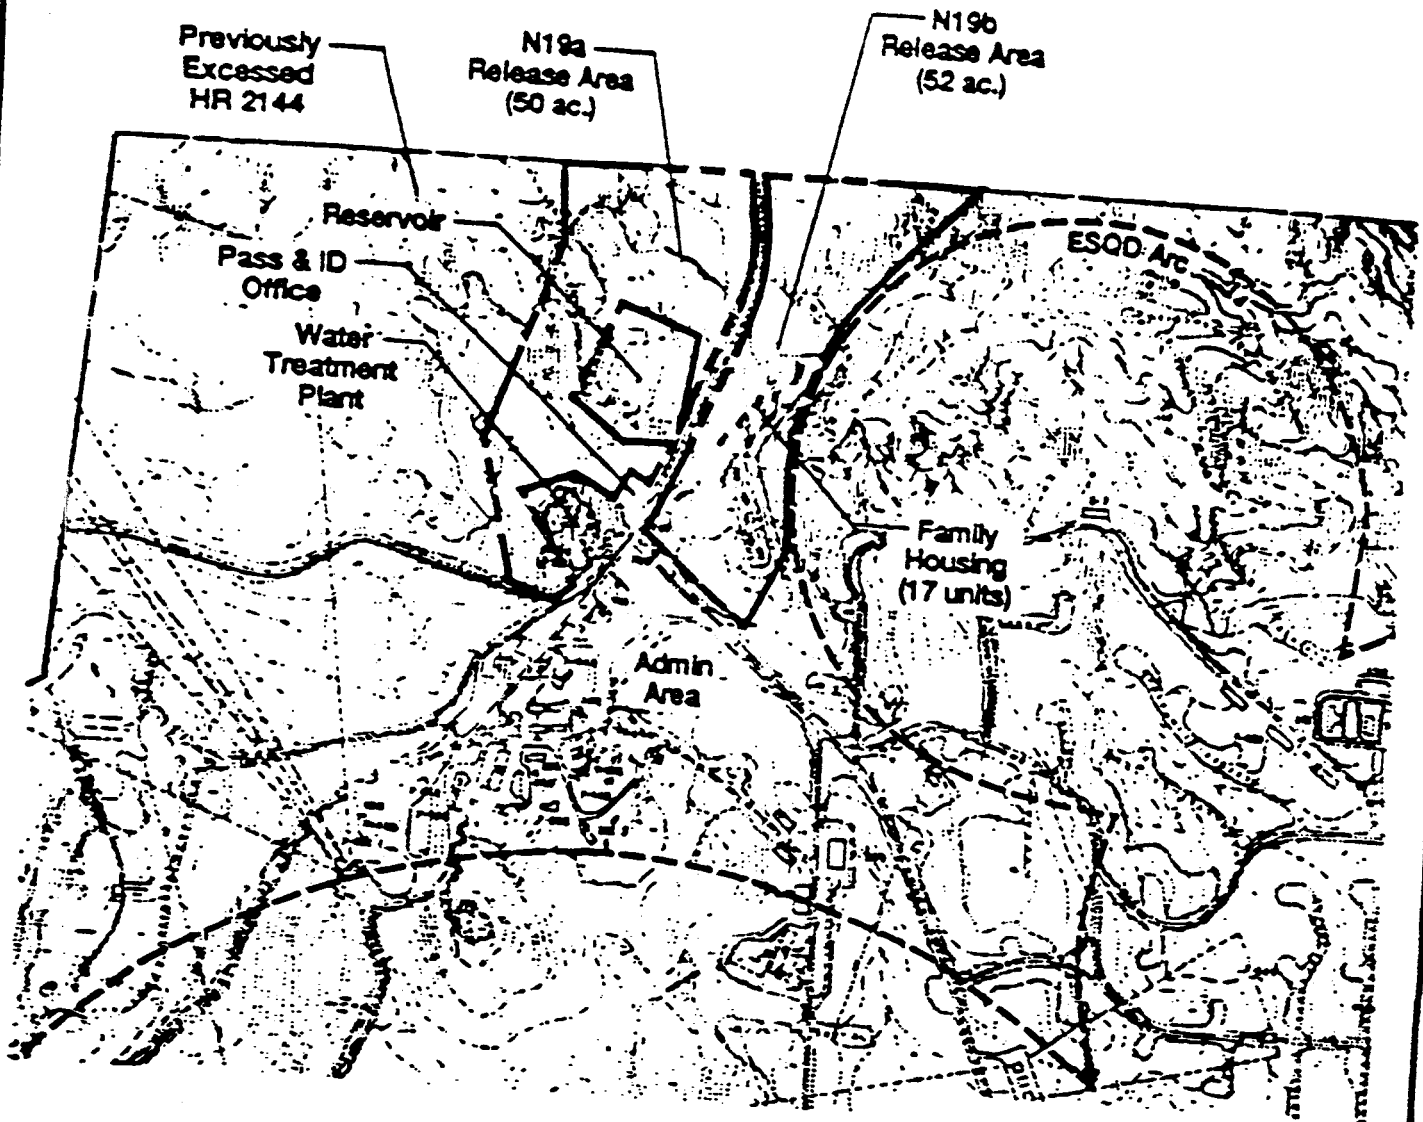 Previously
Excessed
HR 2144
N19a
Release Area
(50 ac.)
N19b
Release Area
(52 ac.)
Reservoir
Pass & ID
Office
Water
Treatment
Plant
ESQD Arc
Family
Housing
(17 units)
Admin
Area